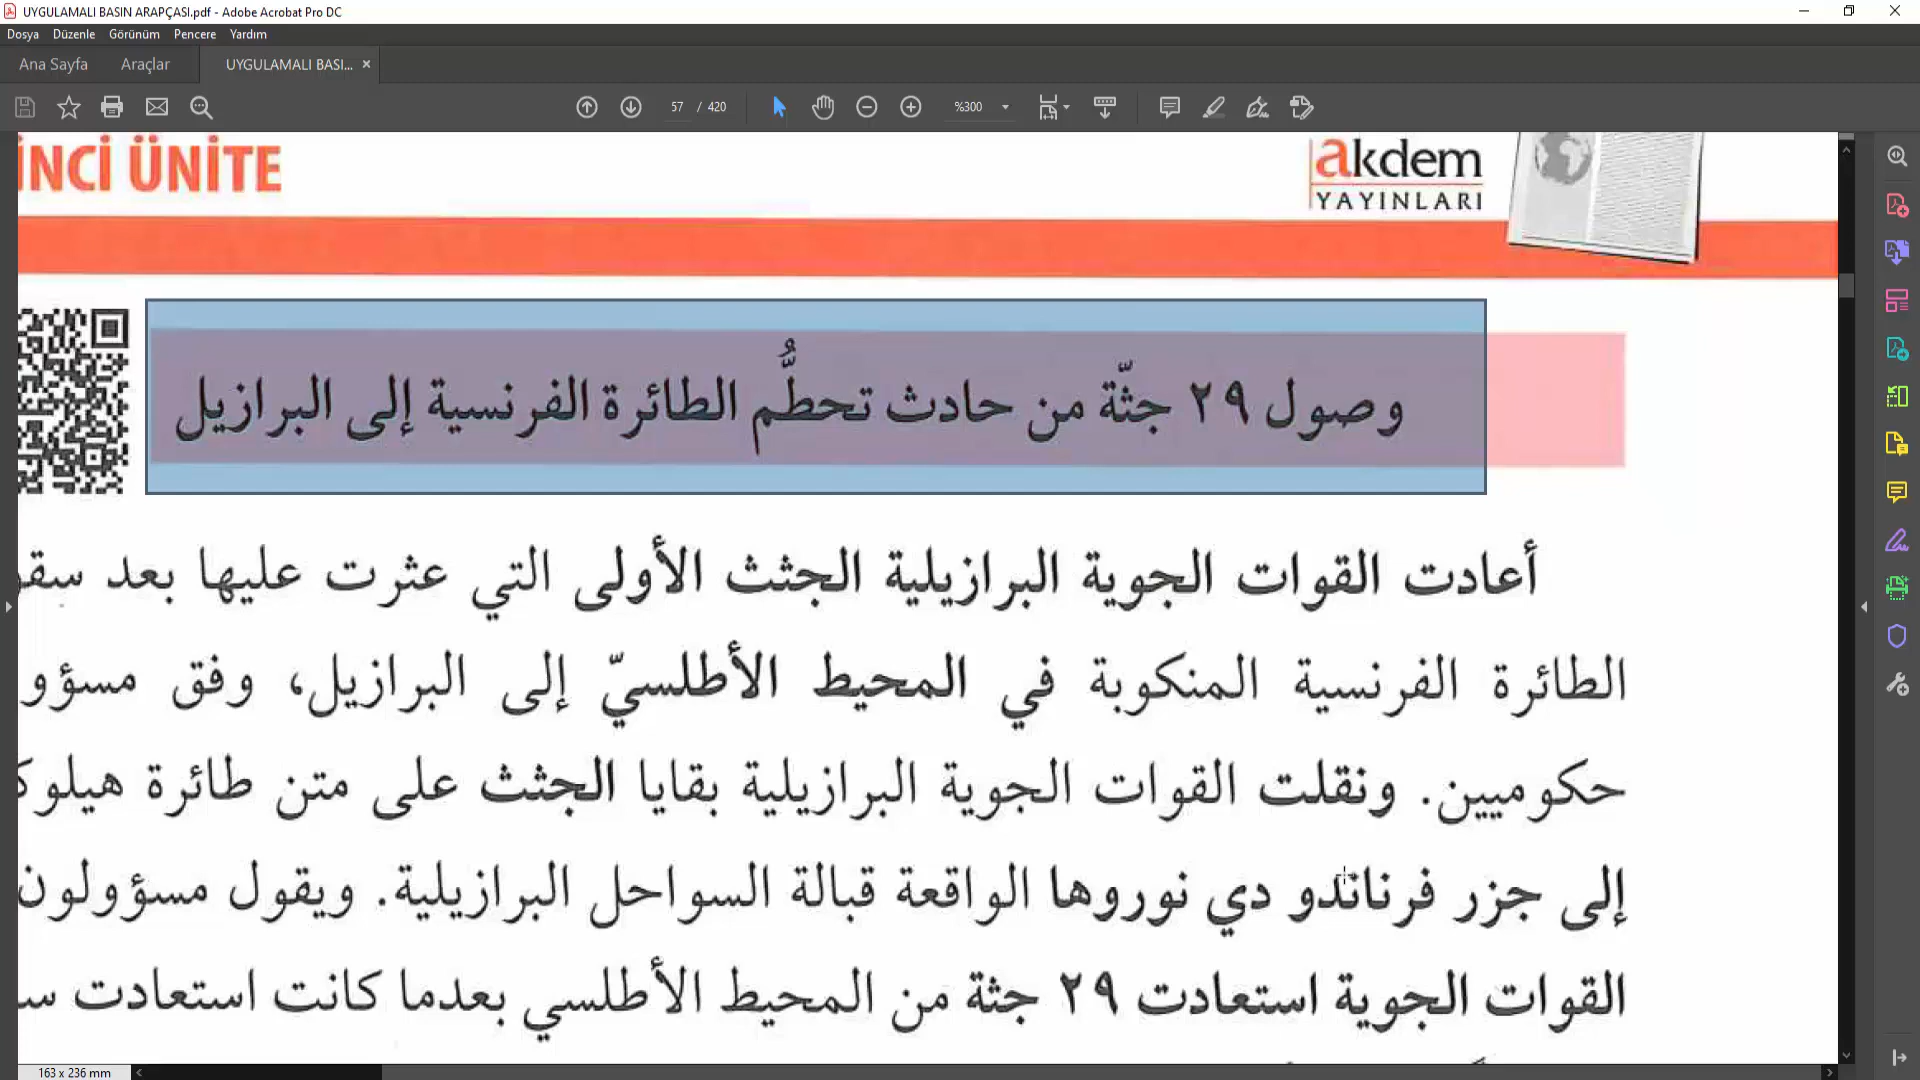 UYGULAMALI BASIN ARAPÇASI.pdf - Adobe Acrobat Pro DC
Dosya Düzenle Görünüm Pencere Yardım
Ana Sayfa Araçlar UYGULAMALI BASI...
57 / 420 %300
İNCİ ÜNİTE
akdem
YAYINLARI
وصول ٢٩ جثّة من حادث تحطُّم الطائرة الفرنسية إلى البرازيل
أعادت القوات الجوية البرازيلية الجثث الأولى التي عثرت عليها بعد سقو
الطائرة الفرنسية المنكوبة في المحيط الأطلسيّ إلى البرازيل، وفق مسؤو
حكوميين. ونقلت القوات الجوية البرازيلية بقايا الجثث على متن طائرة هيلوك
إلى جزر فرناندو دي نوروها الواقعة قبالة السواحل البرازيلية. ويقول مسؤولون
القوات الجوية استعادت ٢٩ جثة من المحيط الأطلسي بعدما كانت استعادت س
163 x 236 mm